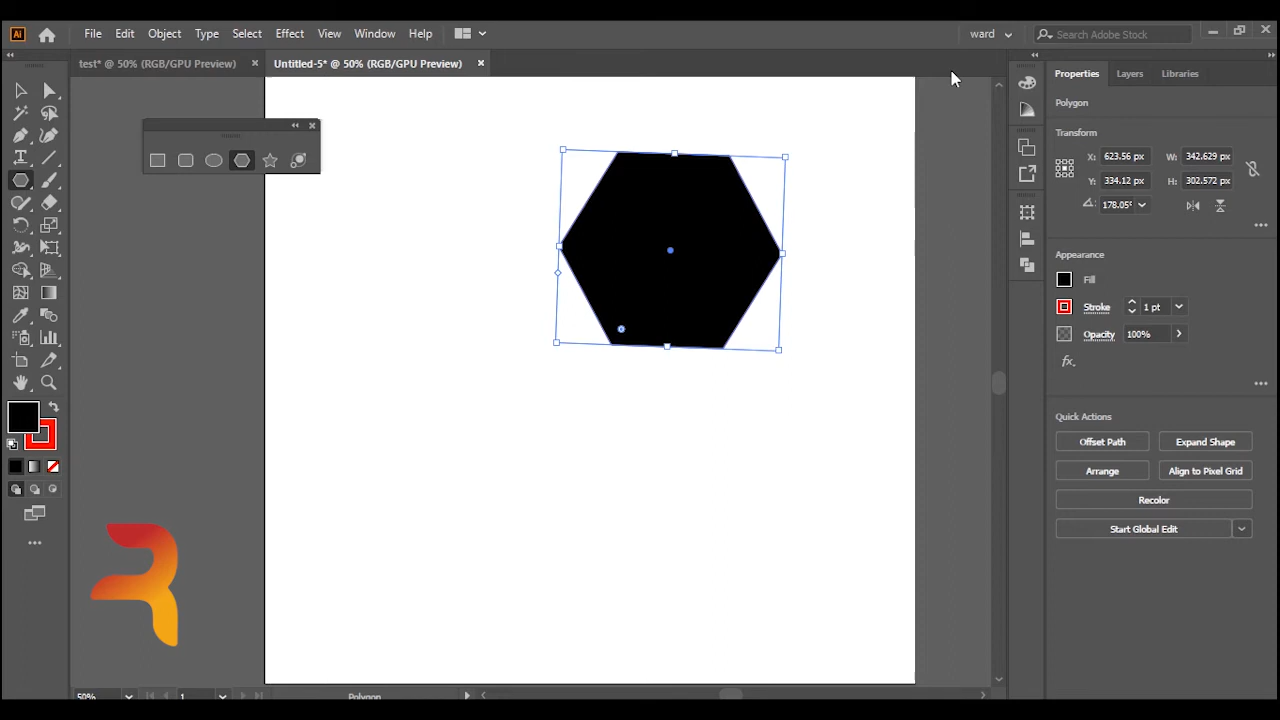 Ai File Edit Object Type Select Effect View Window Help ward Search Adobe Stock
test* @ 50% (RGB/GPU Preview) Untitled-5* @ 50% (RGB/GPU Preview)
Properties Layers Libraries
Polygon
Transform
X: 623.56 px W: 342.629 px
Y: 334.12 px H: 302.572 px
178.05°
Appearance
Fill
Stroke 1 pt
Opacity 100%
fx.
Quick Actions
Offset Path Expand Shape
Arrange Align to Pixel Grid
Recolor
Start Global Edit
50% 1 Polygon